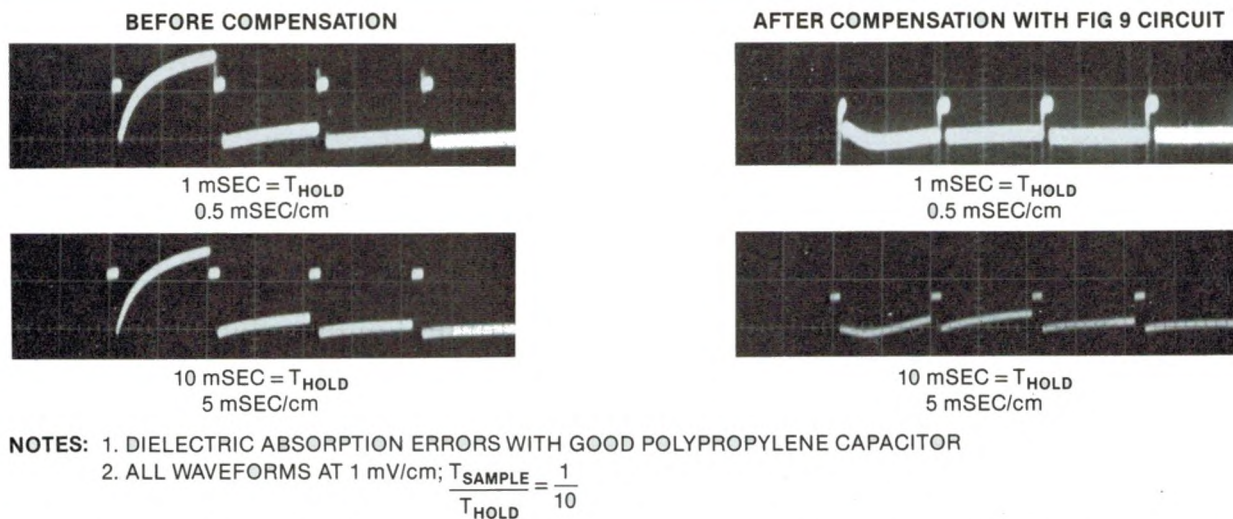 BEFORE COMPENSATION
AFTER COMPENSATION WITH FIG 9 CIRCUIT
1 mSEC = THOLD
0.5 mSEC/cm
1 mSEC = THOLD
0.5 mSEC/cm
10 mSEC = THOLD
5 mSEC/cm
10 mSEC = THOLD
5 mSEC/cm
NOTES: 1. DIELECTRIC ABSORPTION ERRORS WITH GOOD POLYPROPYLENE CAPACITOR
2. ALL WAVEFORMS AT 1 mV/cm; TSAMPLE/THOLD = 1/10